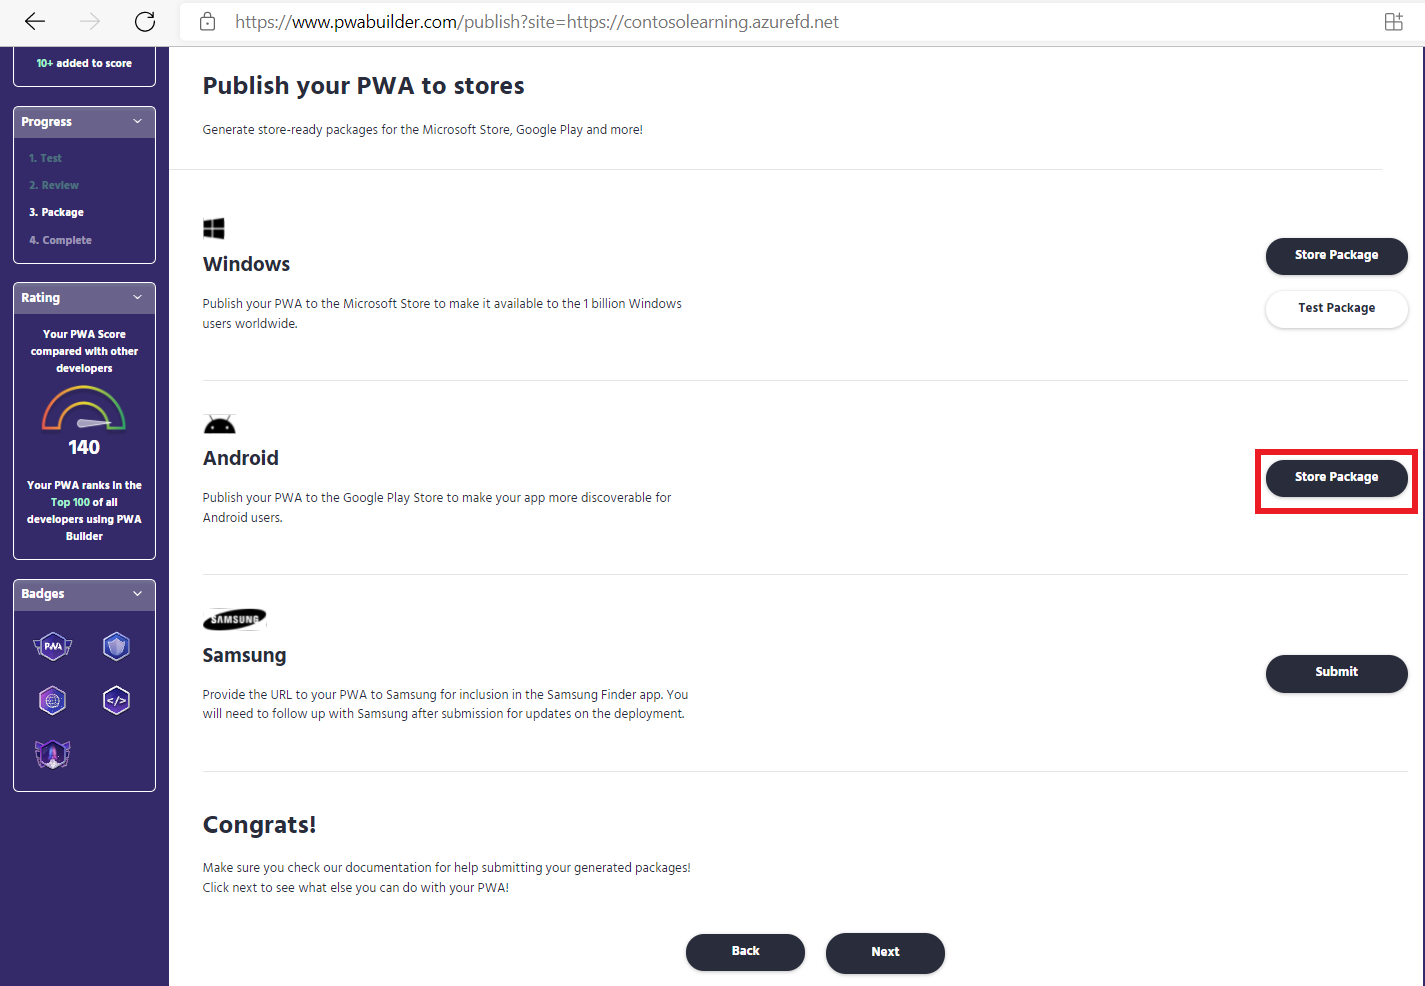 https://www.pwabuilder.com/publish?site=https://contosolearning.azurefd.net
10+ added to score
Progress
1. Test
2. Review
3. Package
4. Complete
Rating
Your PWA Score
compared with other
developers
140
Your PWA ranks in the
Top 100 of all
developers using PWA
Builder
Badges
PWA
</>
Publish your PWA to stores
Generate store-ready packages for the Microsoft Store, Google Play and more!
Windows
Publish your PWA to the Microsoft Store to make it available to the 1 billion Windows
users worldwide.
Store Package
Test Package
Android
Publish your PWA to the Google Play Store to make your app more discoverable for
Android users.
Store Package
SAMSUNG
Samsung
Provide the URL to your PWA to Samsung for inclusion in the Samsung Finder app. You
will need to follow up with Samsung after submission for updates on the deployment.
Submit
Congrats!
Make sure you check our documentation for help submitting your generated packages!
Click next to see what else you can do with your PWA!
Back
Next